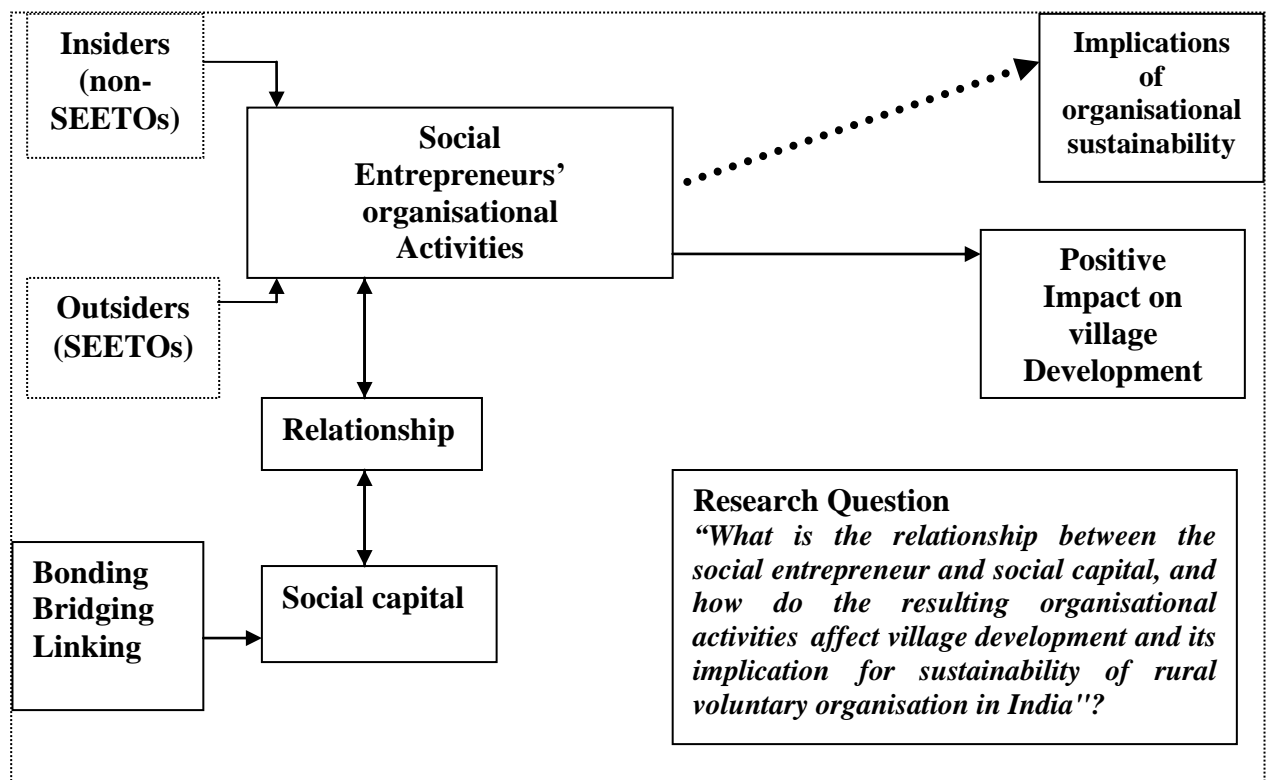 Insiders
(non-
SEETOs)
Social
Entrepreneurs’
organisational
Activities
Implications
of
organisational
sustainability
Outsiders
(SEETOs)
Positive
Impact on
village
Development
Relationship
Bonding
Bridging
Linking
Social capital
Research Question
“What is the relationship between the
social entrepreneur and social capital, and
how do the resulting organisational
activities affect village development and its
implication for sustainability of rural
voluntary organisation in India"?